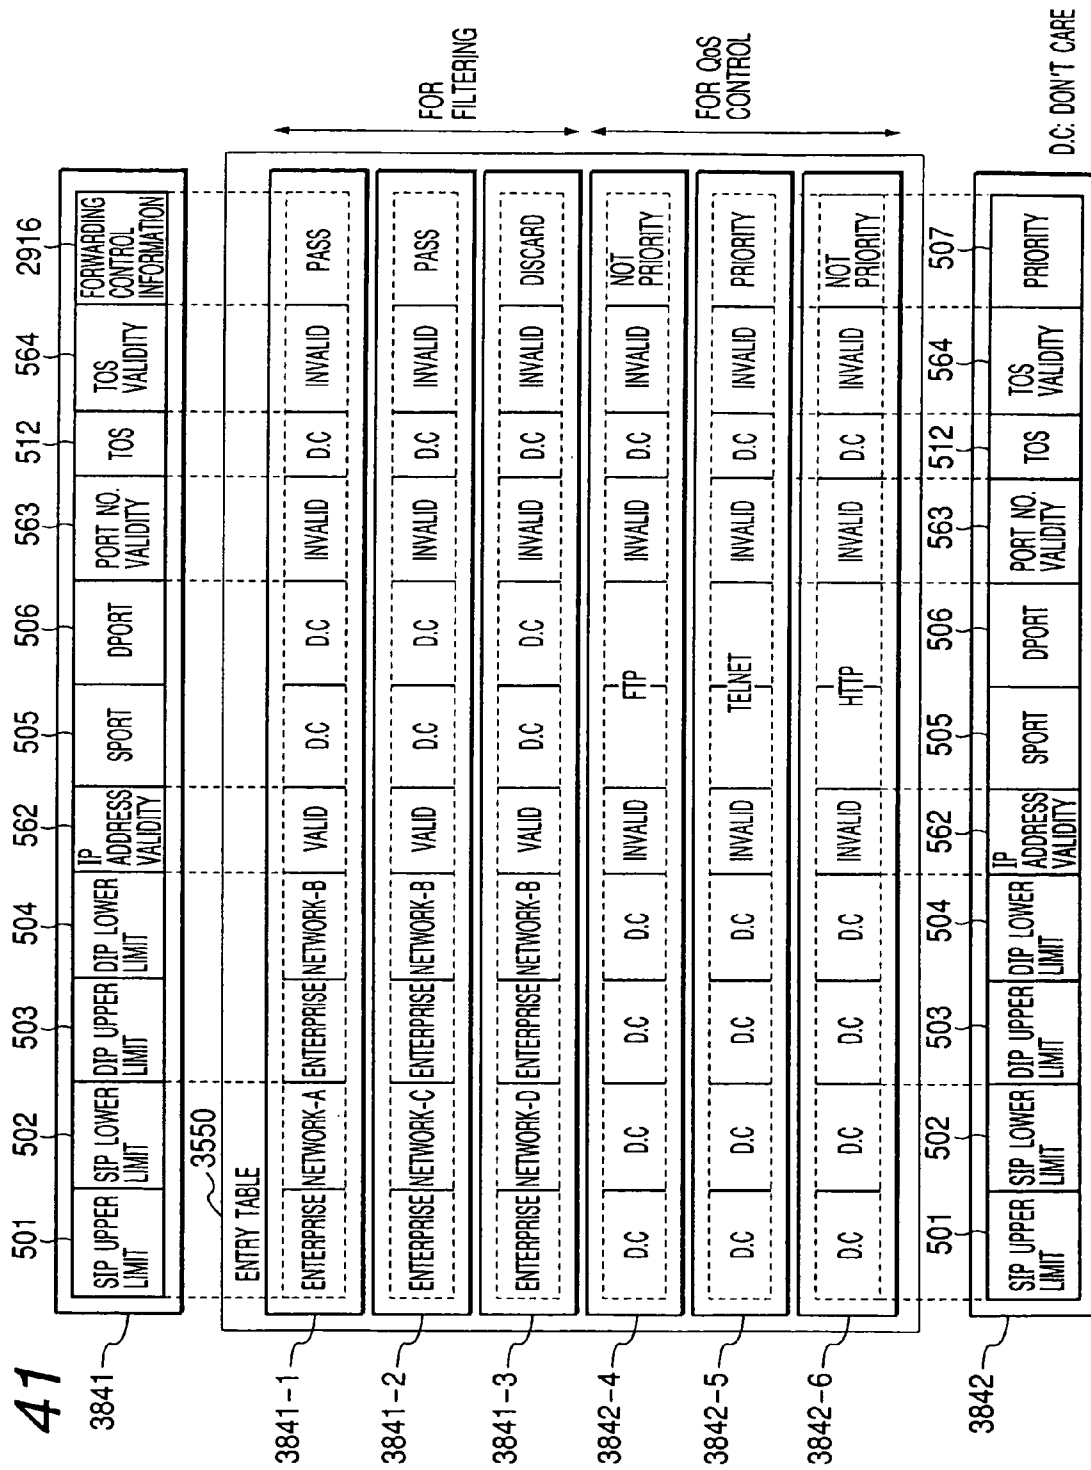 41
501 502 503 504 562 505 506 563 512 564 2916
3841
SIP UPPER LIMIT SIP LOWER LIMIT DIP UPPER LIMIT DIP LOWER LIMIT IP ADDRESS VALIDITY SPORT DPORT PORT NO. VALIDITY TOS TOS VALIDITY FORWARDING CONTROL INFORMATION
3550
ENTRY TABLE
3841-1 ENTERPRISE NETWORK-A ENTERPRISE NETWORK-B VALID D.C D.C INVALID D.C INVALID PASS
3841-2 ENTERPRISE NETWORK-C ENTERPRISE NETWORK-B VALID D.C D.C INVALID D.C INVALID PASS
3841-3 ENTERPRISE NETWORK-D ENTERPRISE NETWORK-B VALID D.C D.C INVALID D.C INVALID DISCARD
FOR FILTERING
3842-4 D.C D.C D.C D.C INVALID FTP INVALID D.C INVALID NOT PRIORITY
3842-5 D.C D.C D.C D.C INVALID TELNET INVALID D.C INVALID PRIORITY
3842-6 D.C D.C D.C D.C INVALID HTTP INVALID D.C INVALID NOT PRIORITY
FOR QoS CONTROL
501 502 503 504 562 505 506 563 512 564 507
3842
SIP UPPER LIMIT SIP LOWER LIMIT DIP UPPER LIMIT DIP LOWER LIMIT IP ADDRESS VALIDITY SPORT DPORT PORT NO. VALIDITY TOS TOS VALIDITY PRIORITY
D.C: DON'T CARE